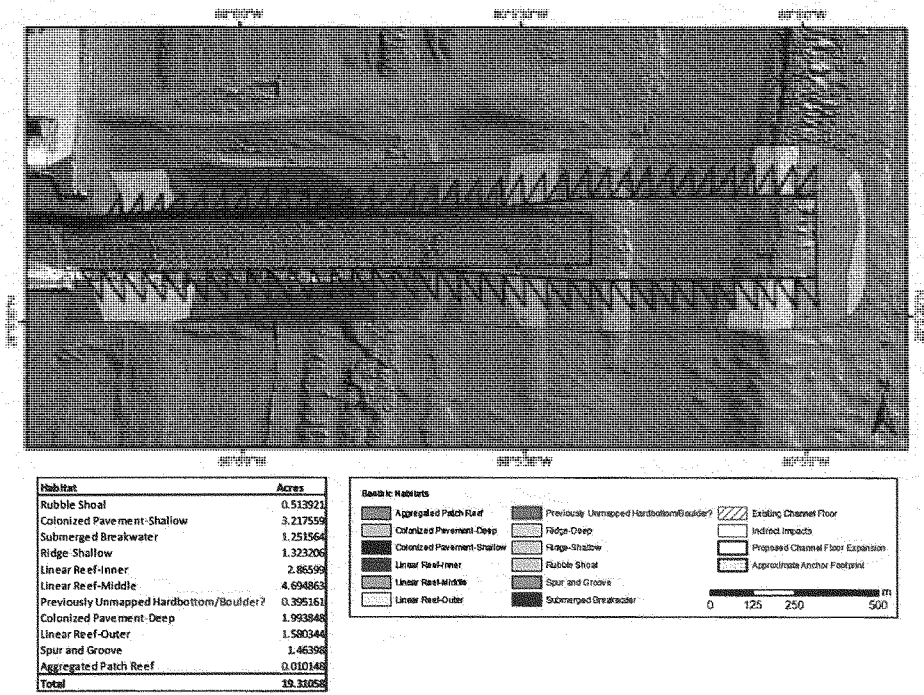 Habitat Acres
Rubble Shoal 0.513921
Colonized Pavement-Shallow 3.217559
Submerged Breakwater 1.251564
Ridge-Shallow 1.323206
Linear Reef-Inner 2.86599
Linear Reef-Middle 4.694863
Previously Unmapped Hardbottom/Boulder? 0.395161
Colonized Pavement-Deep 1.993848
Linear Reef-Outer 1.580344
Spur and Groove 1.46398
Aggregated Patch Reef 0.010148
Total 19.31058
Benthic Habitats
Aggregated Patch Reef
Colonized Pavement-Deep
Colonized Pavement-Shallow
Linear Reef-Inner
Linear Reef-Middle
Linear Reef-Outer
Previously Unmapped Hardbottom/Boulder?
Ridge-Deep
Ridge-Shallow
Rubble Shoal
Spur and Groove
Submerged Breakwater
Existing Channel Floor
Indirect Impacts
Proposed Channel Floor Expansion
Approximate Anchor Footprint
m
0 125 250 500